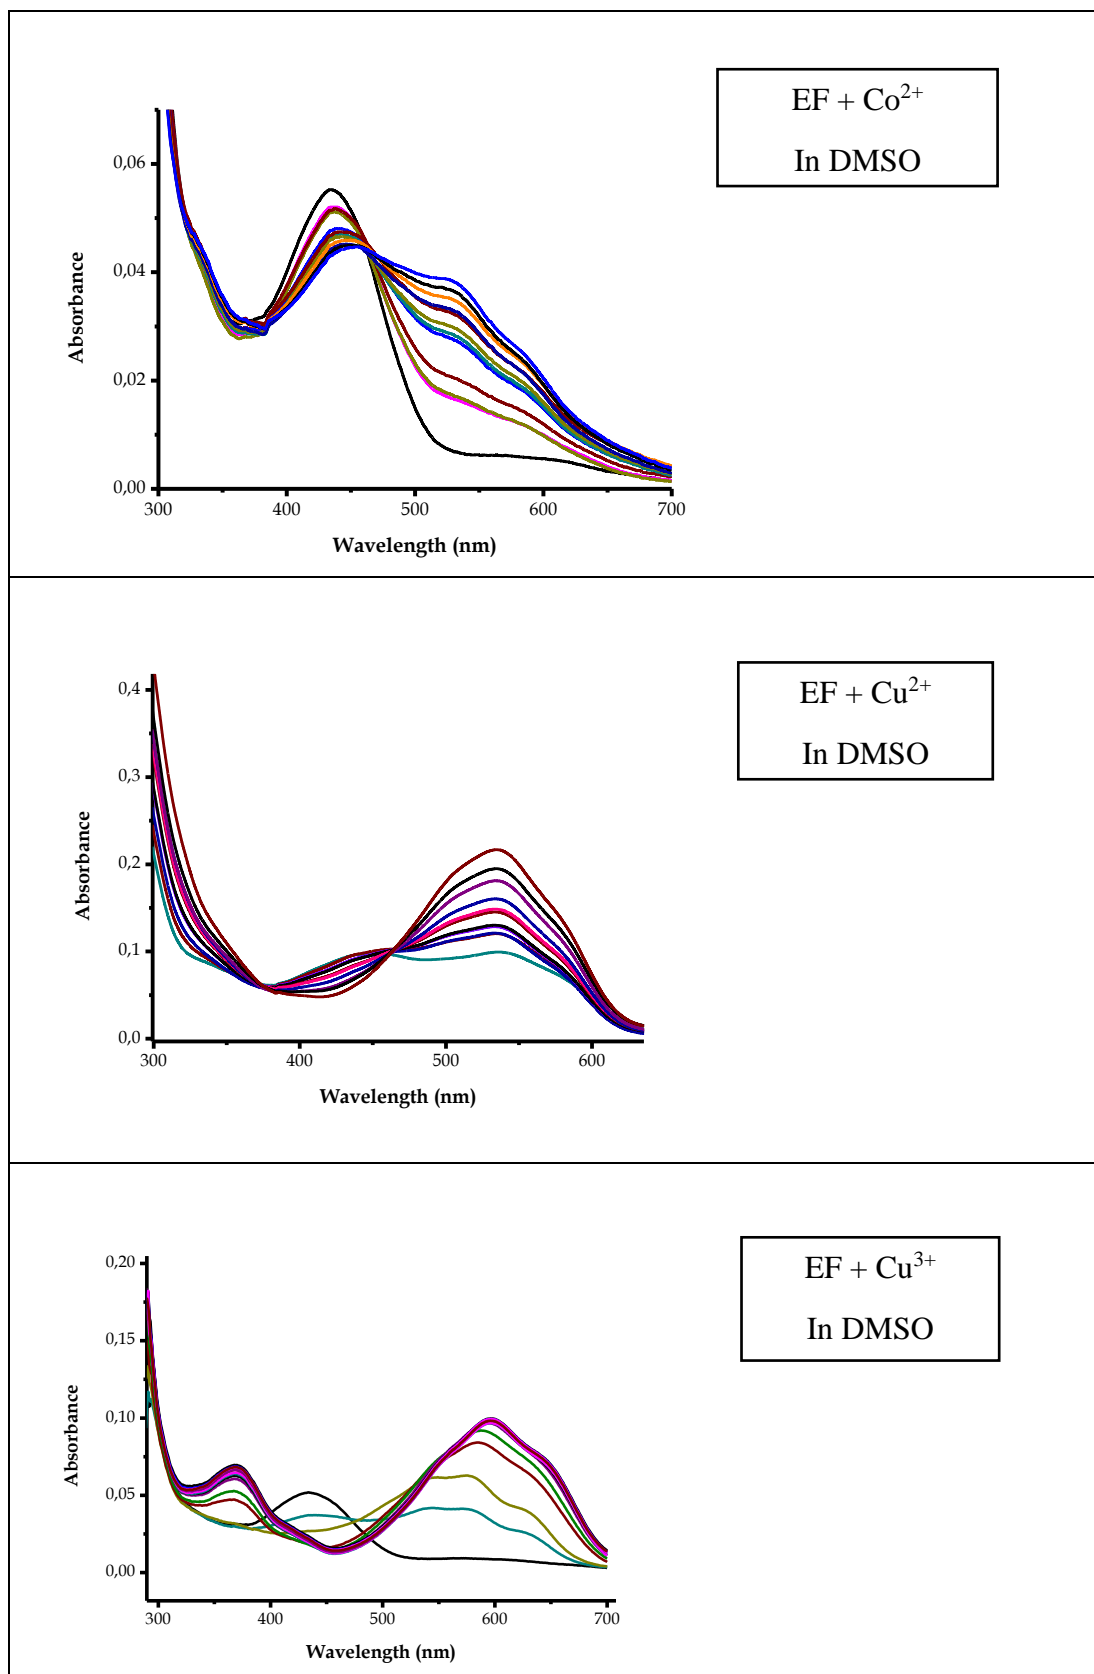 EF + Co2+
In DMSO
0,06
0,04
0,02
0,00
Absorbance
300 400 500 600 700
Wavelength (nm)
EF + Cu2+
In DMSO
0,4
0,3
0,2
0,1
0,0
Absorbance
300 400 500 600
Wavelength (nm)
EF + Cu3+
In DMSO
0,20
0,15
0,10
0,05
0,00
Absorbance
300 400 500 600 700
Wavelength (nm)